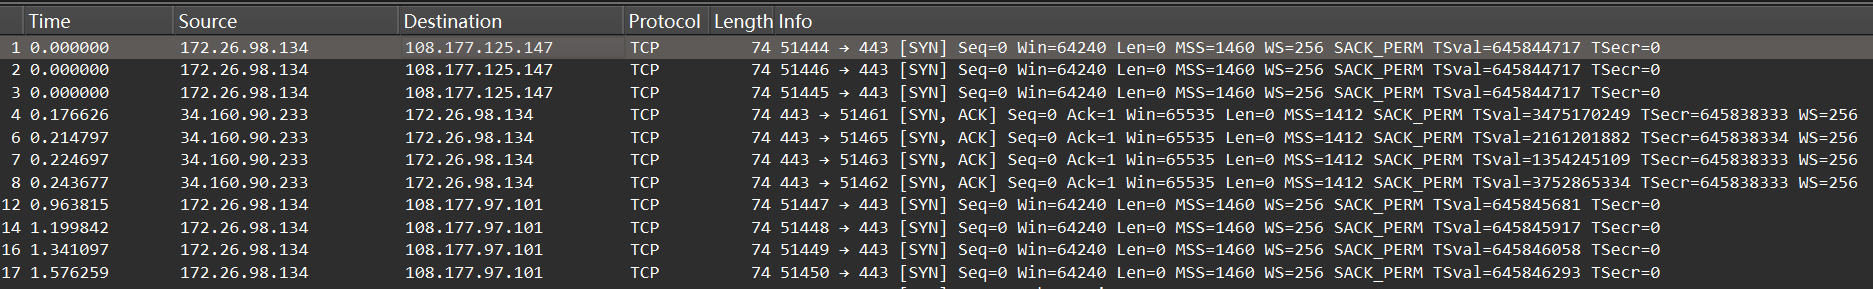 Time Source Destination Protocol Length Info
1 0.000000 172.26.98.134 108.177.125.147 TCP 74 51444 → 443 [SYN] Seq=0 Win=64240 Len=0 MSS=1460 WS=256 SACK_PERM TSval=645844717 TSecr=0
2 0.000000 172.26.98.134 108.177.125.147 TCP 74 51446 → 443 [SYN] Seq=0 Win=64240 Len=0 MSS=1460 WS=256 SACK_PERM TSval=645844717 TSecr=0
3 0.000000 172.26.98.134 108.177.125.147 TCP 74 51445 → 443 [SYN] Seq=0 Win=64240 Len=0 MSS=1460 WS=256 SACK_PERM TSval=645844717 TSecr=0
4 0.176626 34.160.90.233 172.26.98.134 TCP 74 443 → 51461 [SYN, ACK] Seq=0 Ack=1 Win=65535 Len=0 MSS=1412 SACK_PERM TSval=3475170249 TSecr=645838333 WS=256
6 0.214797 34.160.90.233 172.26.98.134 TCP 74 443 → 51465 [SYN, ACK] Seq=0 Ack=1 Win=65535 Len=0 MSS=1412 SACK_PERM TSval=2161201882 TSecr=645838334 WS=256
7 0.224697 34.160.90.233 172.26.98.134 TCP 74 443 → 51463 [SYN, ACK] Seq=0 Ack=1 Win=65535 Len=0 MSS=1412 SACK_PERM TSval=1354245109 TSecr=645838333 WS=256
8 0.243677 34.160.90.233 172.26.98.134 TCP 74 443 → 51462 [SYN, ACK] Seq=0 Ack=1 Win=65535 Len=0 MSS=1412 SACK_PERM TSval=3752865334 TSecr=645838333 WS=256
12 0.963815 172.26.98.134 108.177.97.101 TCP 74 51447 → 443 [SYN] Seq=0 Win=64240 Len=0 MSS=1460 WS=256 SACK_PERM TSval=645845681 TSecr=0
14 1.199842 172.26.98.134 108.177.97.101 TCP 74 51448 → 443 [SYN] Seq=0 Win=64240 Len=0 MSS=1460 WS=256 SACK_PERM TSval=645845917 TSecr=0
16 1.341097 172.26.98.134 108.177.97.101 TCP 74 51449 → 443 [SYN] Seq=0 Win=64240 Len=0 MSS=1460 WS=256 SACK_PERM TSval=645846058 TSecr=0
17 1.576259 172.26.98.134 108.177.97.101 TCP 74 51450 → 443 [SYN] Seq=0 Win=64240 Len=0 MSS=1460 WS=256 SACK_PERM TSval=645846293 TSecr=0